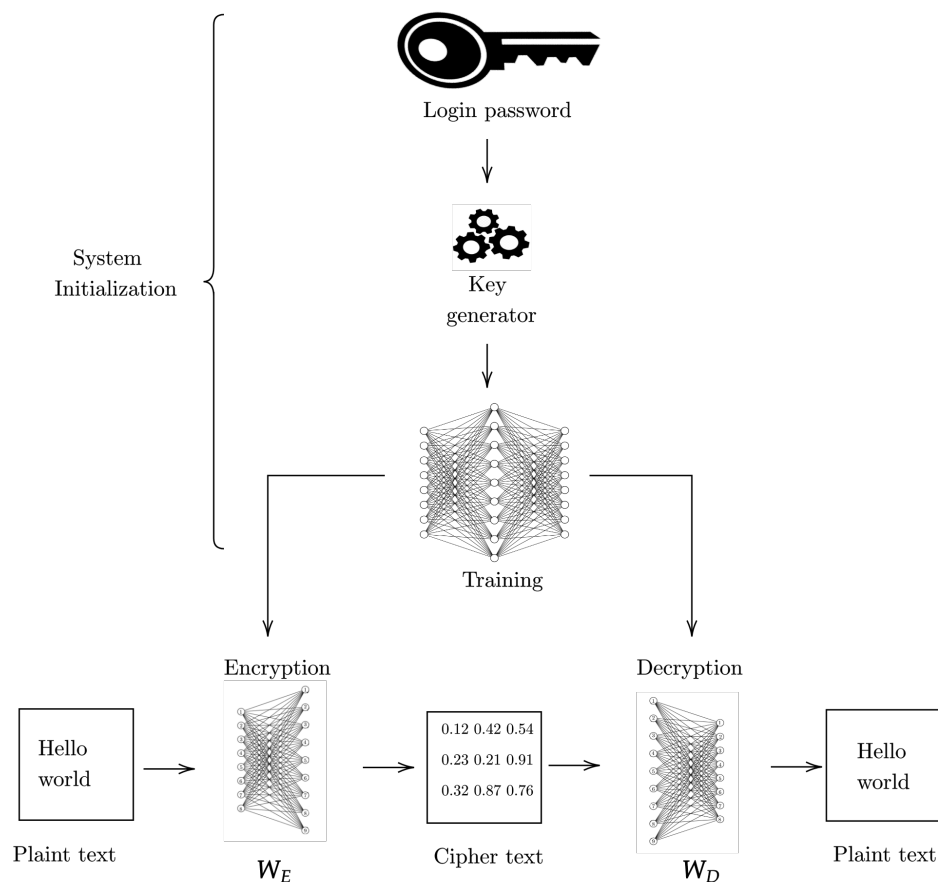 Login password
System
Initialization
Key
generator
Training
Encryption
Decryption
Hello
world
0.12 0.42 0.54
0.23 0.21 0.91
0.32 0.87 0.76
Hello
world
Plaint text
W_E
Cipher text
W_D
Plaint text